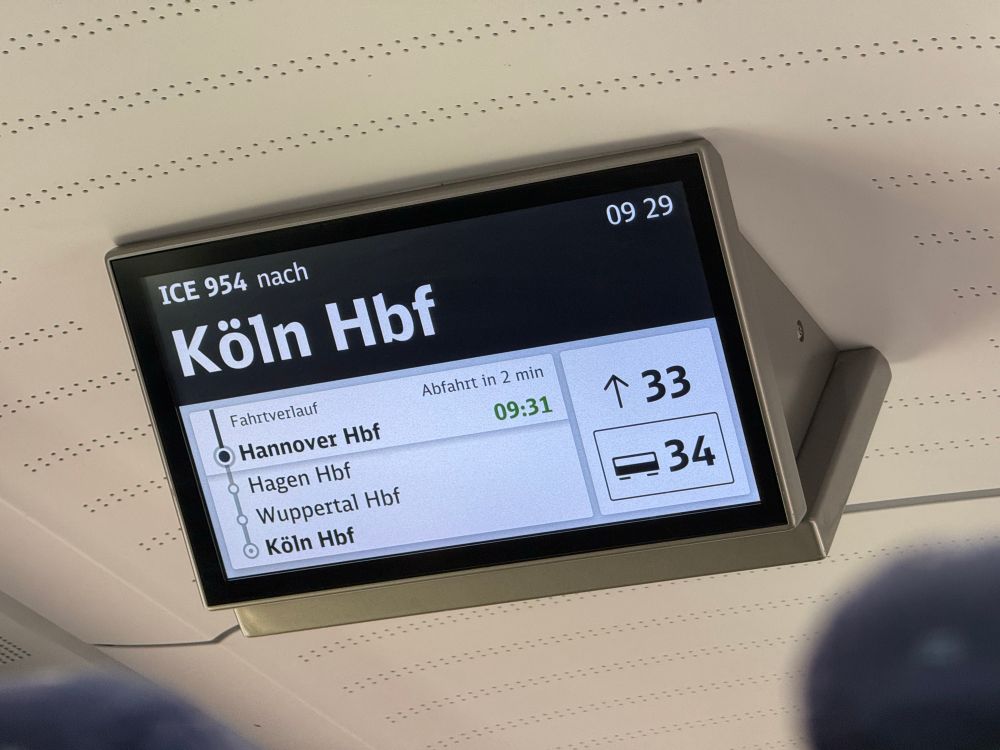 09 29
ICE 954 nach
Köln Hbf
Fahrtverlauf
Abfahrt in 2 min
Hannover Hbf
09:31
Hagen Hbf
Wuppertal Hbf
Köln Hbf
↑ 33
34